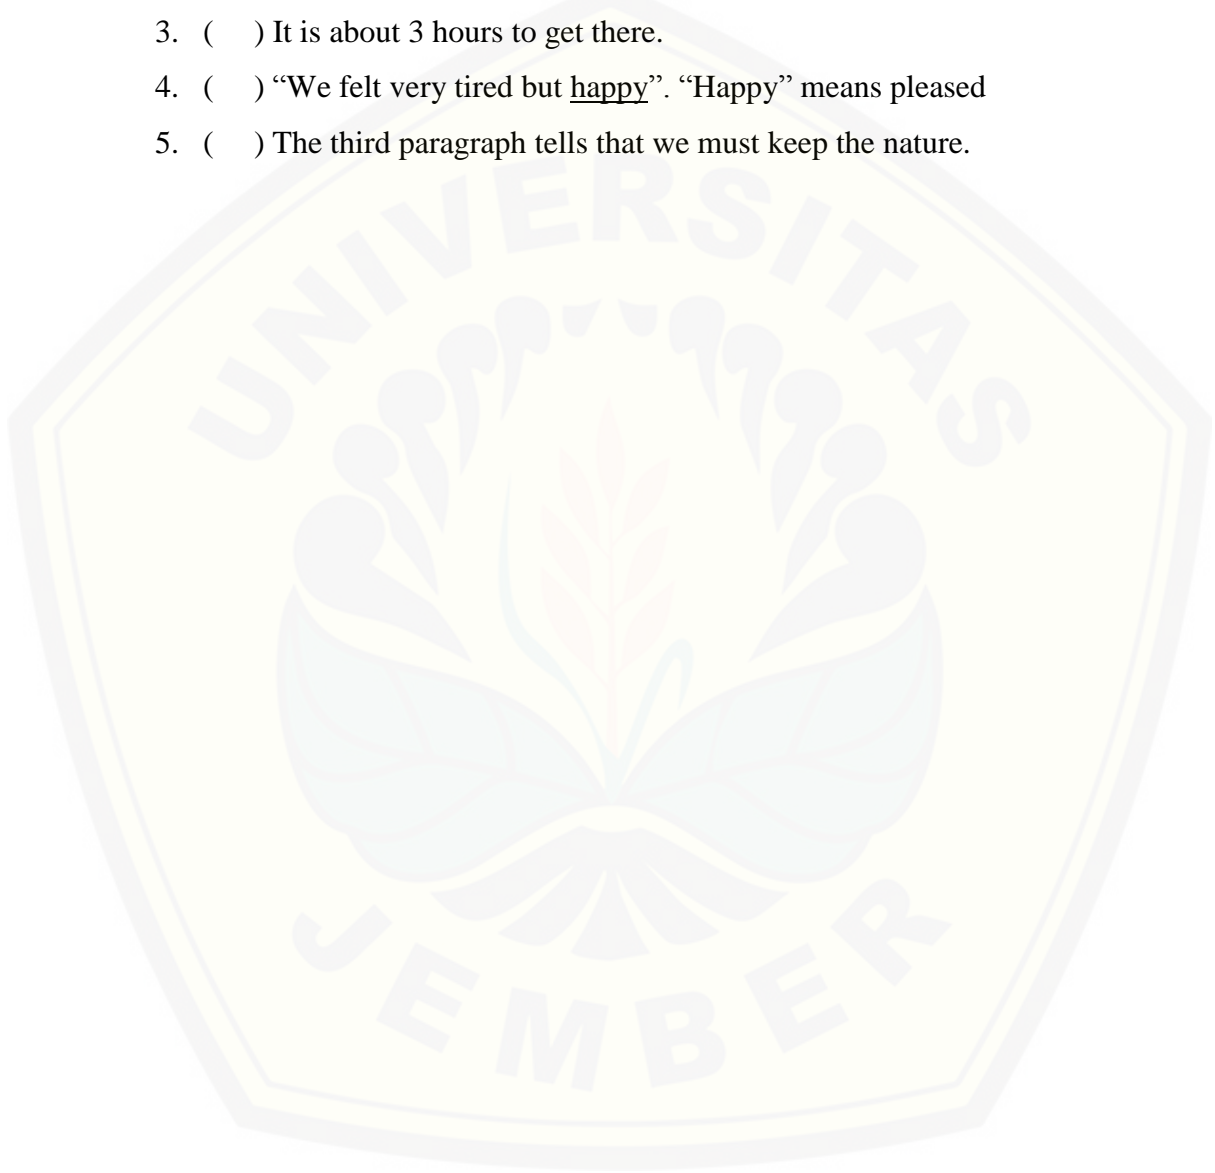 3. ( ) It is about 3 hours to get there.
4. ( ) “We felt very tired but happy”. “Happy” means pleased
5. ( ) The third paragraph tells that we must keep the nature.
UNIVERSITAS
JEMBER